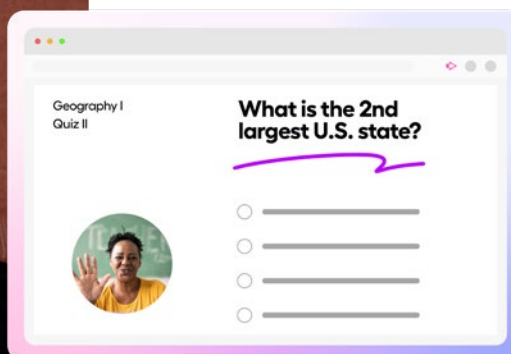 Geography I
Quiz II
What is the 2nd
largest U.S. state?